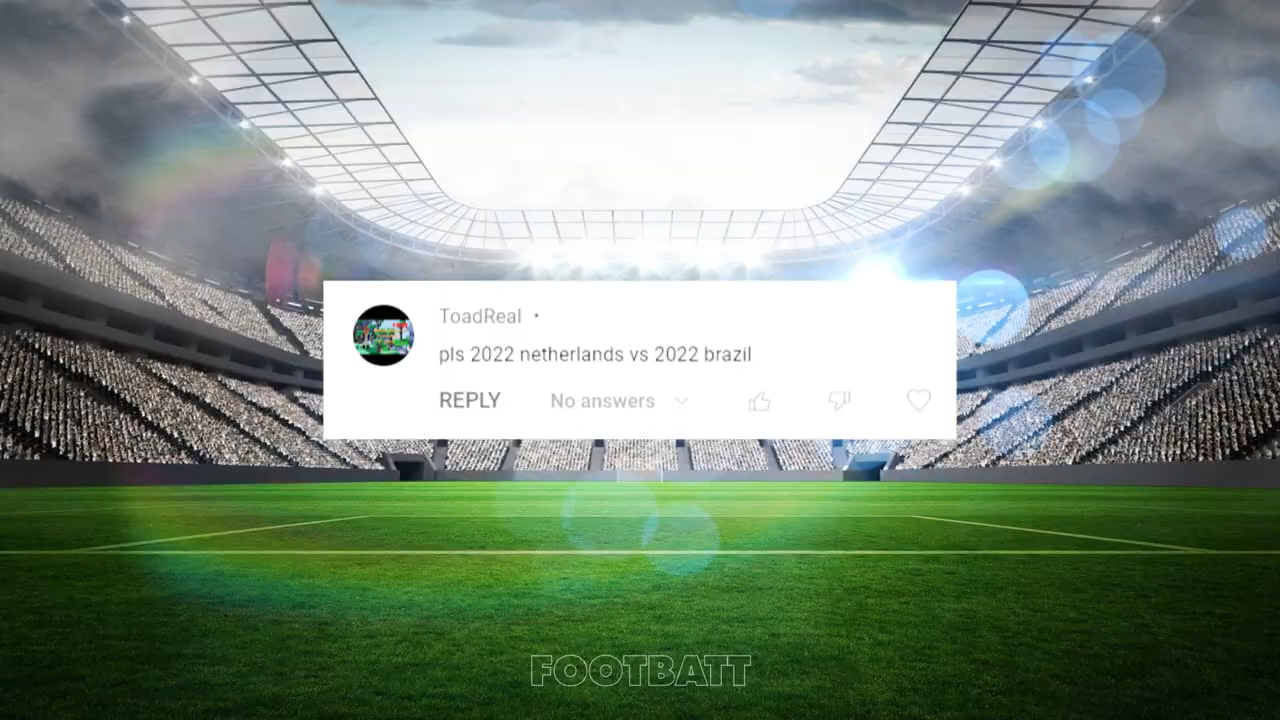 ToadReal •
pls 2022 netherlands vs 2022 brazil
REPLY No answers
FOOTBATT